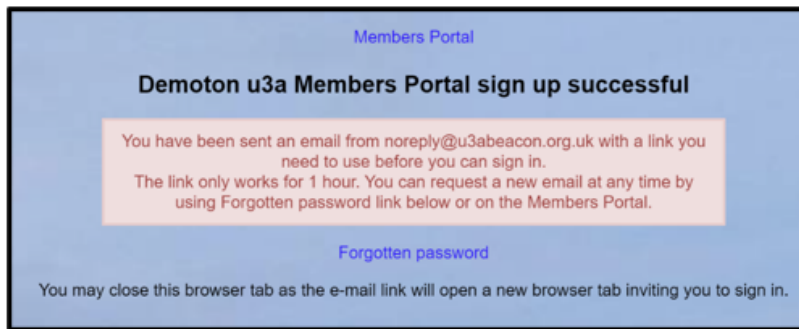 Members Portal
Demoton u3a Members Portal sign up successful
You have been sent an email from noreply@u3abeacon.org.uk with a link you
need to use before you can sign in.
The link only works for 1 hour. You can request a new email at any time by
using Forgotten password link below or on the Members Portal.
Forgotten password
You may close this browser tab as the e-mail link will open a new browser tab inviting you to sign in.